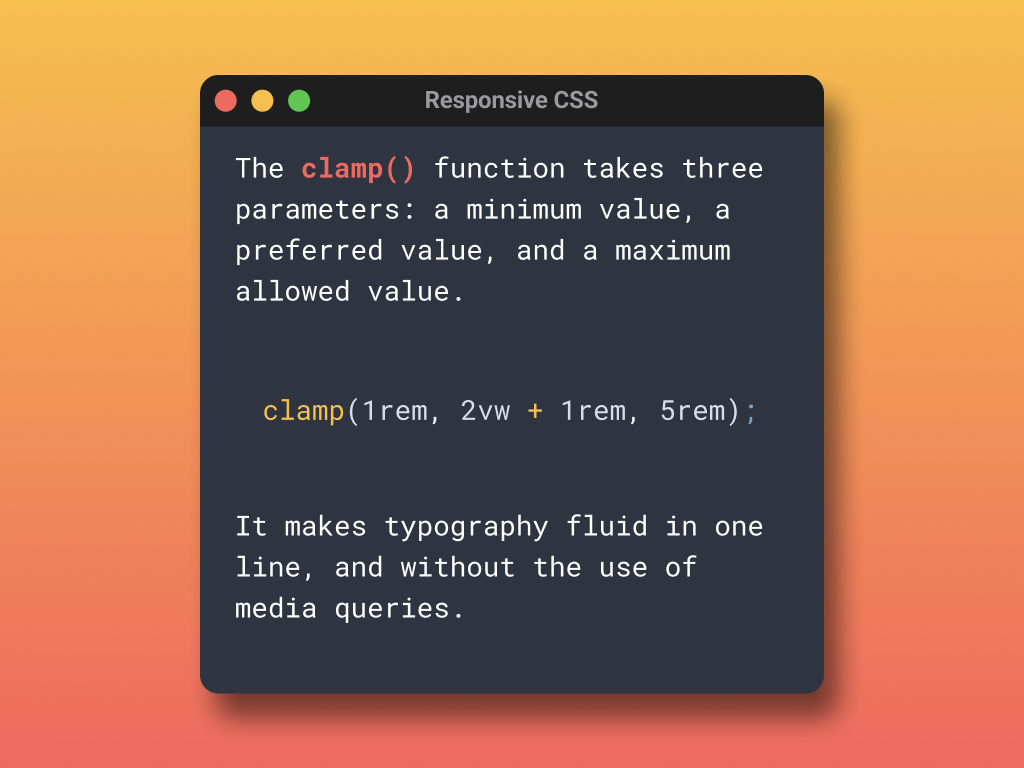 Responsive CSS
The clamp() function takes three
parameters: a minimum value, a
preferred value, and a maximum
allowed value.
clamp(1rem, 2vw + 1rem, 5rem);
It makes typography fluid in one
line, and without the use of
media queries.